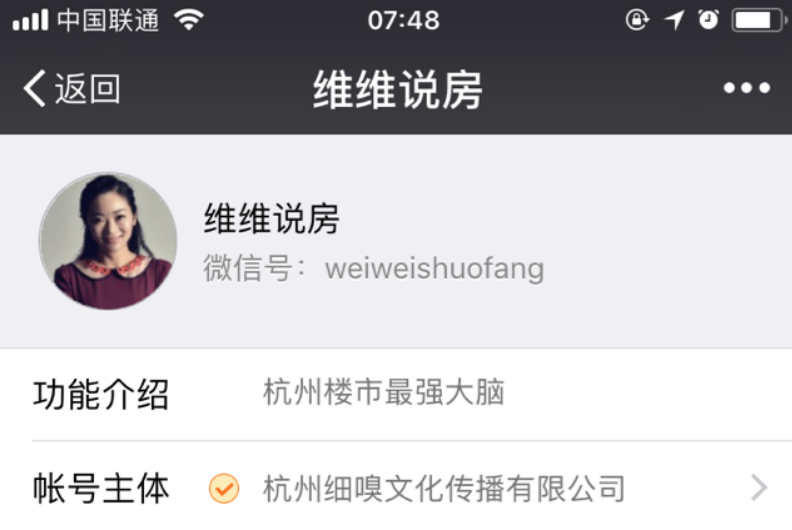 中国联通 07:48
返回 维维说房
维维说房
微信号：weiweishuofang
功能介绍 杭州楼市最强大脑
帐号主体 杭州细嗅文化传播有限公司